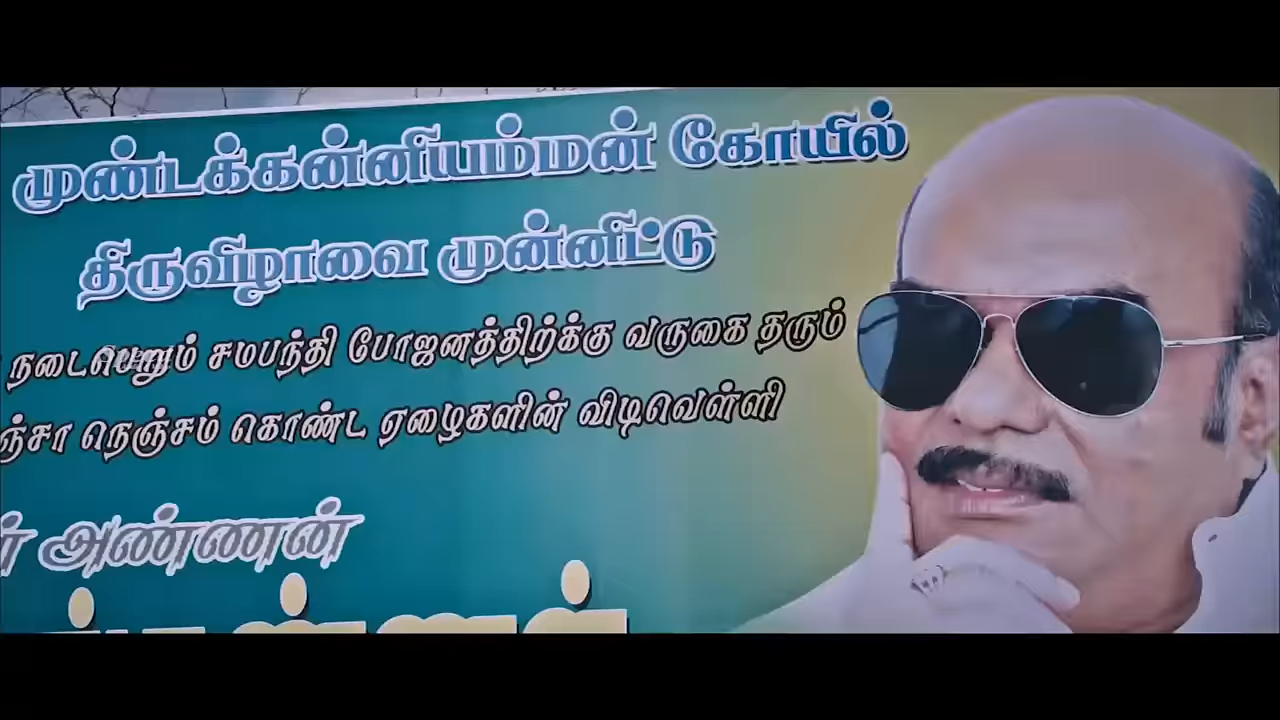 முண்டக்கன்னியம்மன் கோயில்
திருவிழாவை முன்னிட்டு
நடைபெறும் சமபந்தி போஜனத்திற்க்கு வருகை தரும்
நெஞ்சம் கொண்ட ஏழைகளின் விடிவெள்ளி
அண்ணன்